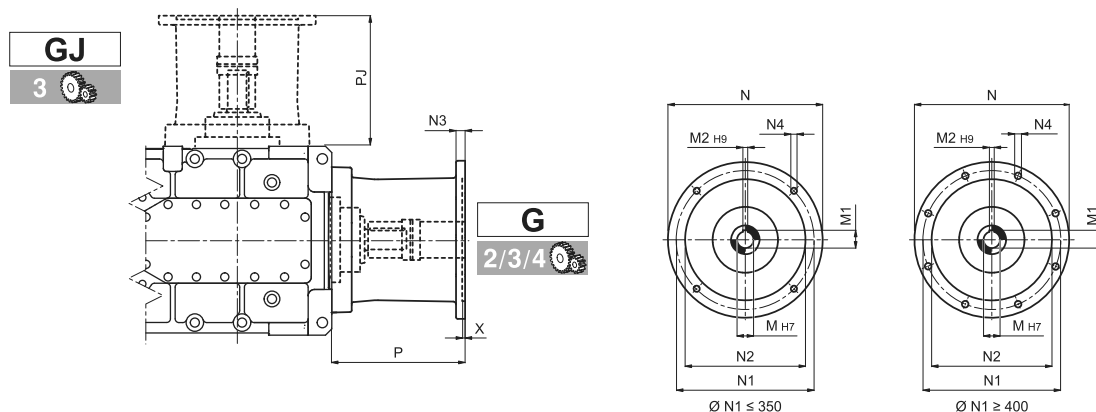 GJ
3
PJ
N3
G
2/3/4
X
P
N
M2 H9
N4
M1
M H7
N2
N1
Ø N1 ≤ 350
N
M2 H9
N4
M1
M H7
N2
N1
Ø N1 ≥ 400